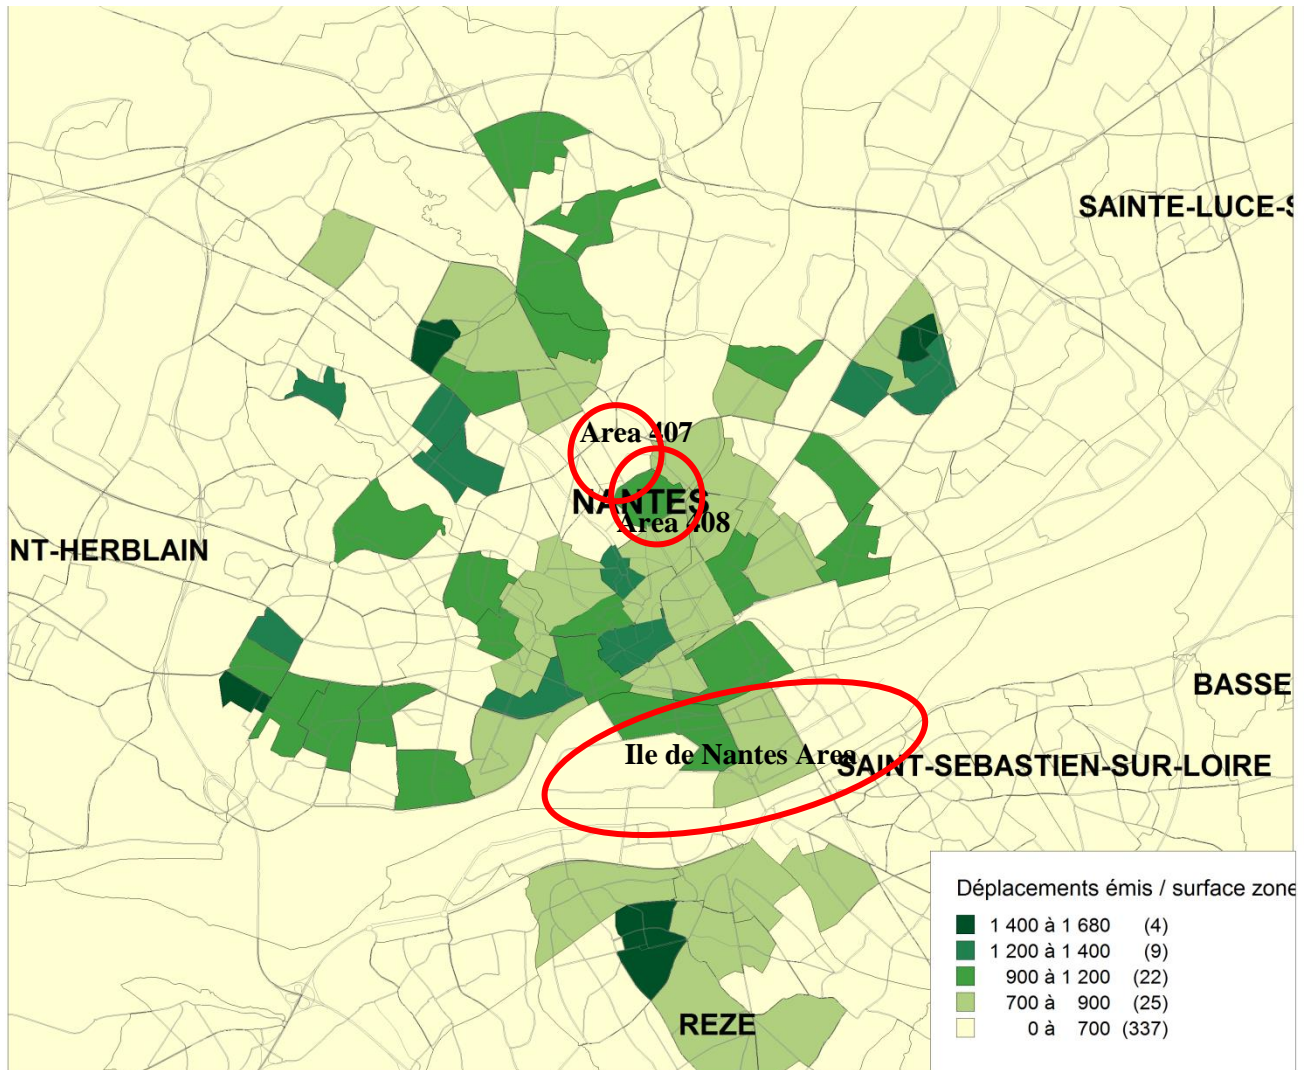 SAINTE-LUCE-S
Area 407
NANTES
Area 408
NT-HERBLAIN
BASSE
Ile de Nantes Area
SAINT-SEBASTIEN-SUR-LOIRE
Déplacements émis / surface zone
1 400 à 1 680 (4)
1 200 à 1 400 (9)
900 à 1 200 (22)
700 à 900 (25)
0 à 700 (337)
REZE